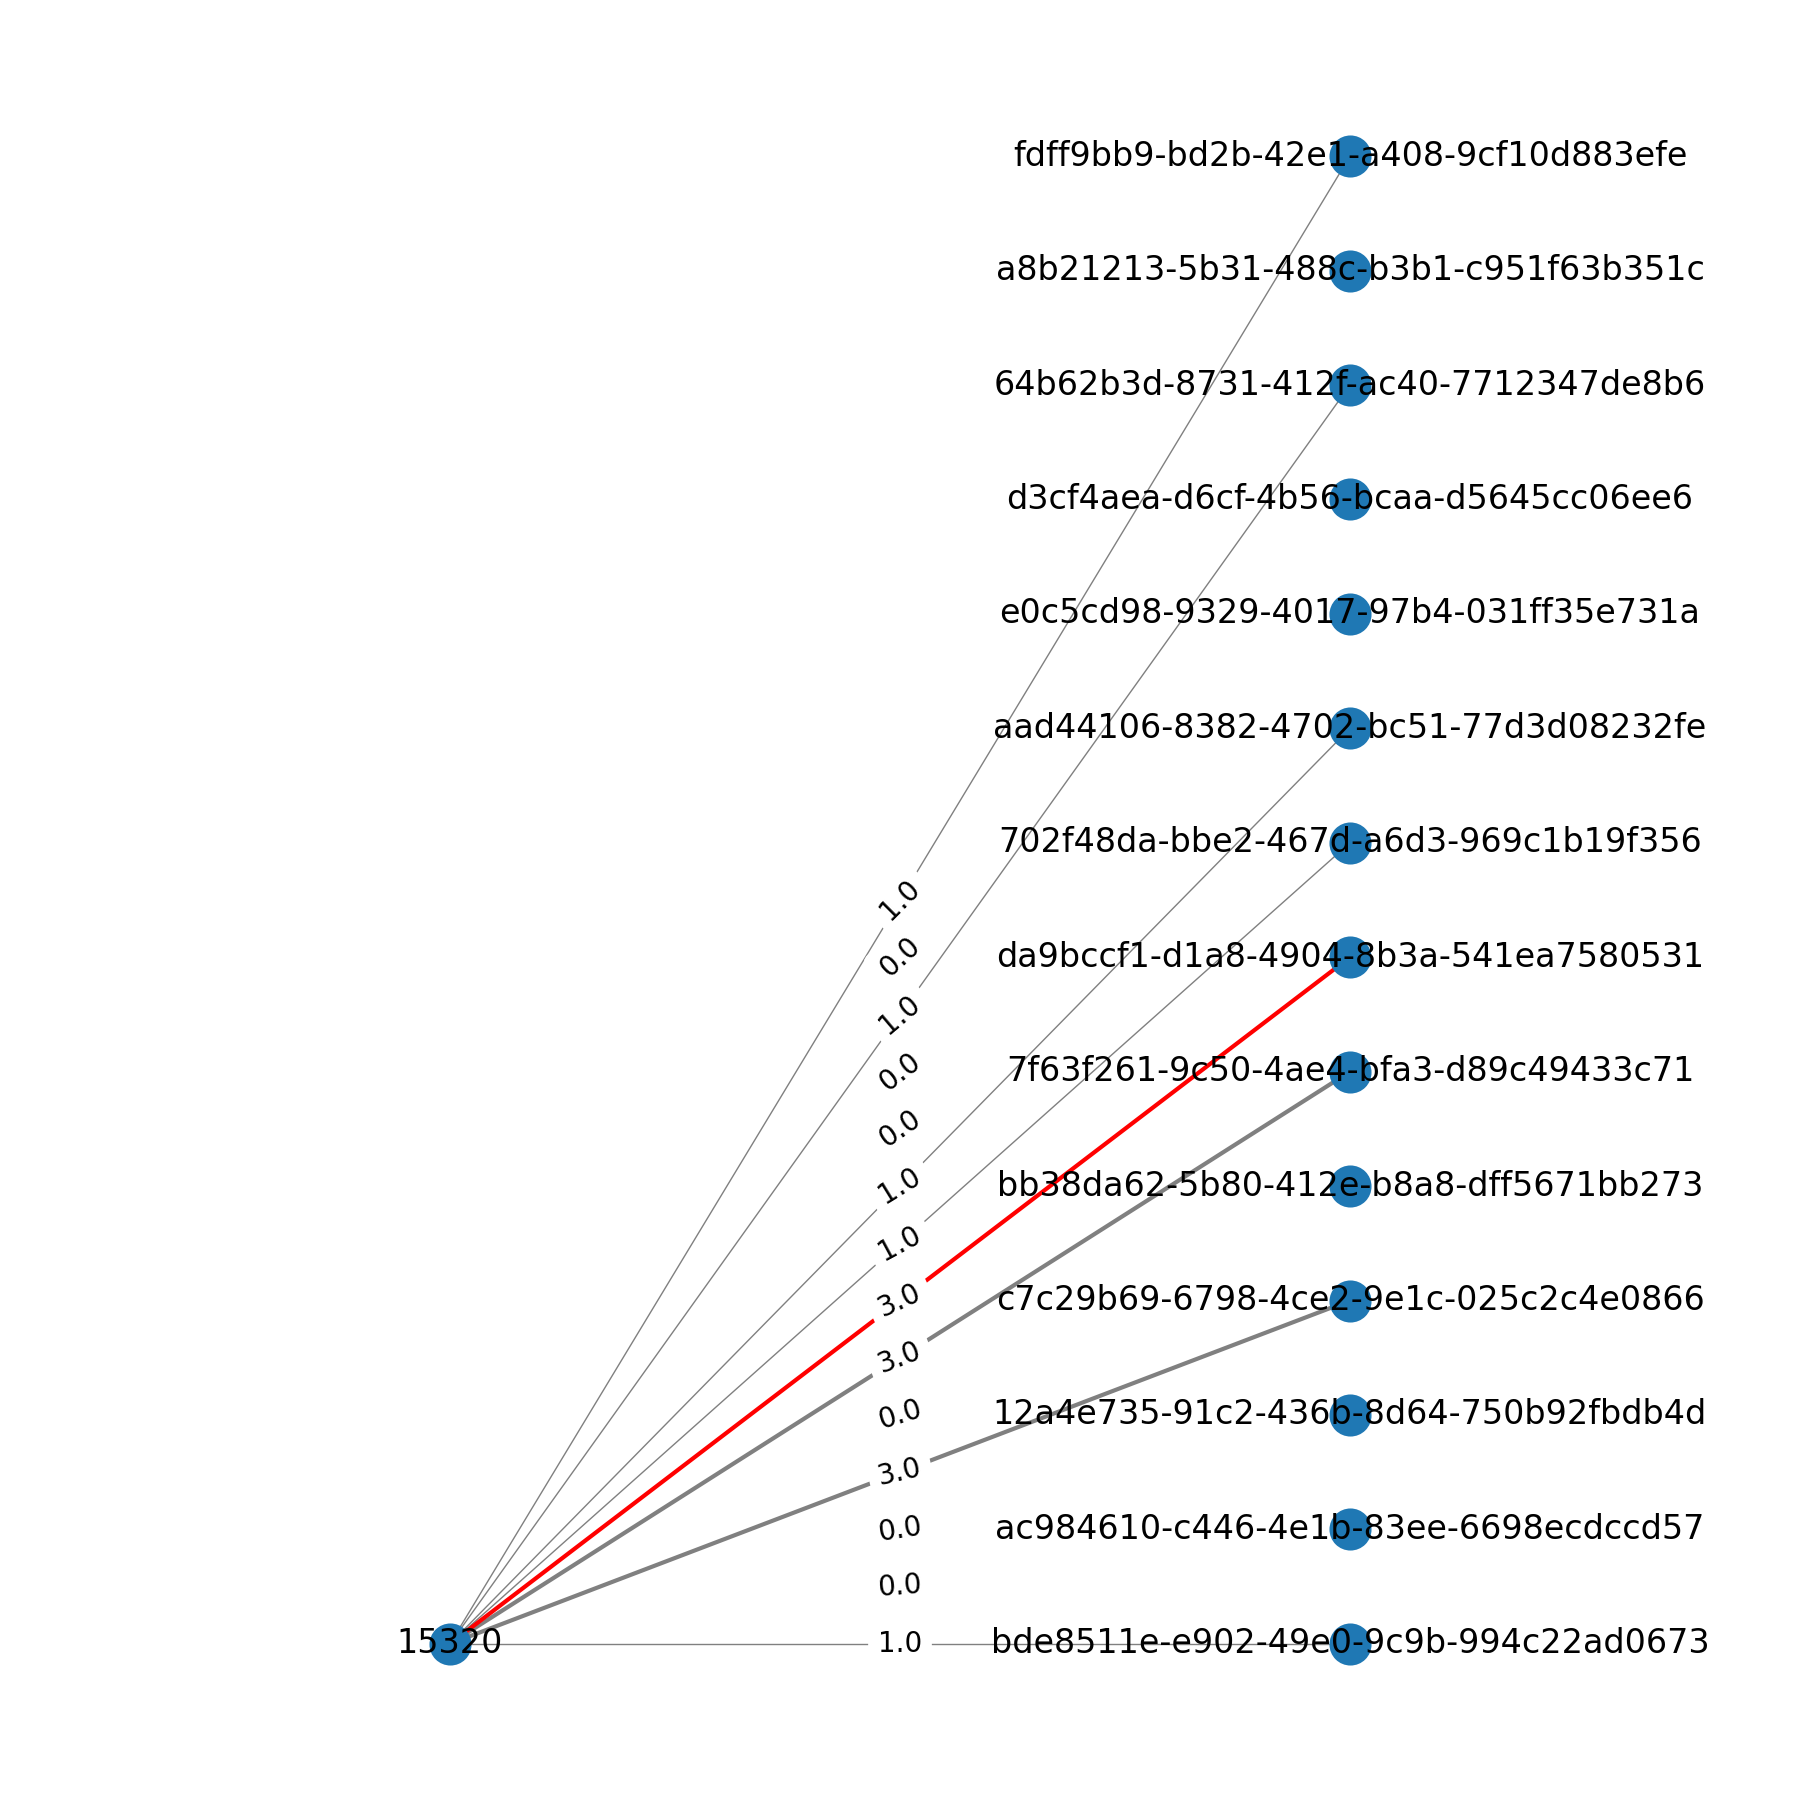 fdff9bb9-bd2b-42e1-a408-9cf10d883efe
a8b21213-5b31-488c-b3b1-c951f63b351c
64b62b3d-8731-412f-ac40-7712347de8b6
d3cf4aea-d6cf-4b56-bcaa-d5645cc06ee6
e0c5cd98-9329-4017-97b4-031ff35e731a
aad44106-8382-4702-bc51-77d3d08232fe
702f48da-bbe2-467d-a6d3-969c1b19f356
1.0
0.0
da9bccf1-d1a8-4904-8b3a-541ea7580531
1.0
0.0
7f63f261-9c50-4ae4-bfa3-d89c49433c71
0.0
1.0
bb38da62-5b80-412e-b8a8-dff5671bb273
1.0
3.0
c7c29b69-6798-4ce2-9e1c-025c2c4e0866
3.0
0.0
12a4e735-91c2-436b-8d64-750b92fbdb4d
3.0
0.0
ac984610-c446-4e1b-83ee-6698ecdccd57
0.0
15320
1.0
bde8511e-e902-49e0-9c9b-994c22ad0673